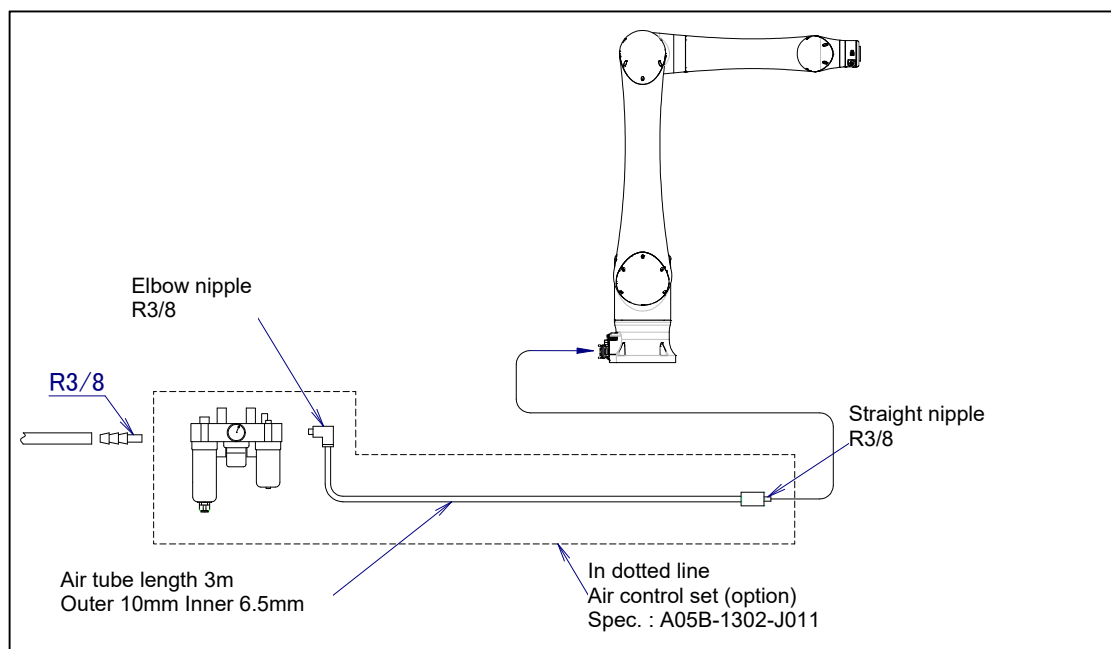 Elbow nipple
R3/8
R3/8
Straight nipple
R3/8
Air tube length 3m
Outer 10mm Inner 6.5mm
In dotted line
Air control set (option)
Spec. : A05B-1302-J011